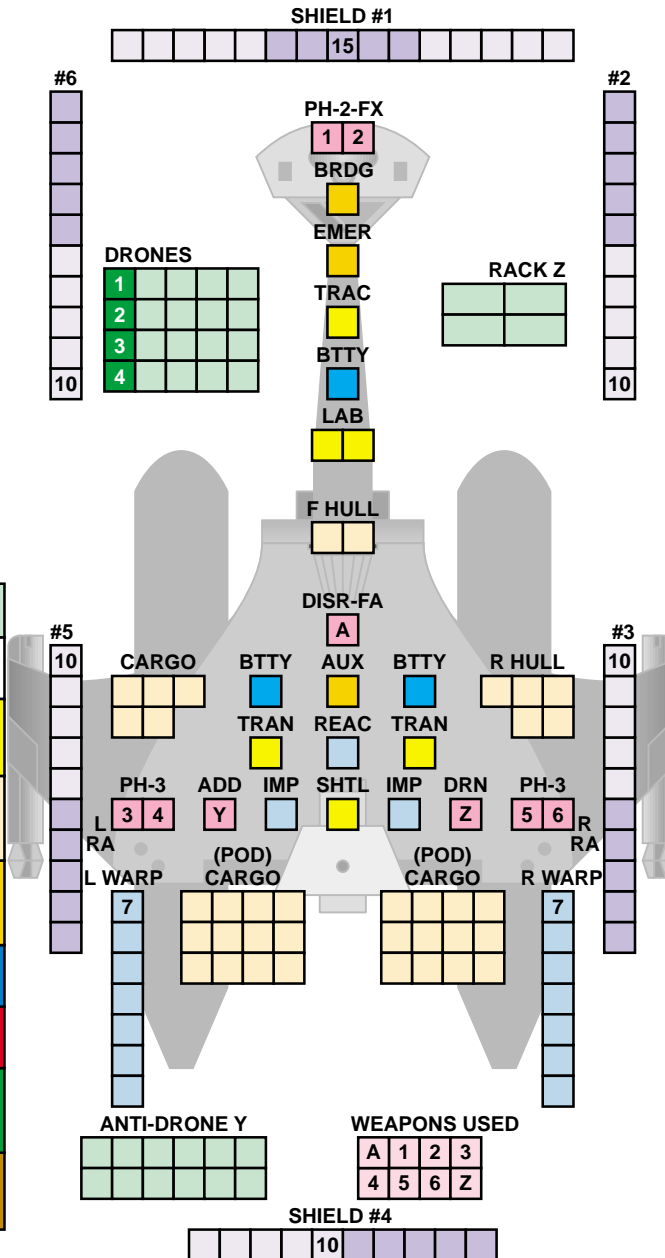 SHIELD #1
15
#6 #2
PH-2-FX
1 2
BRDG
EMER
DRONES RACK Z
1
2
3
4
TRAC
BTTY
10 10
LAB
F HULL
DISR-FA
A
#5 #3
10 10
CARGO BTTY AUX BTTY R HULL
TRAN REAC TRAN
PH-3 ADD IMP SHTL IMP DRN PH-3
3 4 Y Z 5 6
L R
RA RA
(POD) (POD)
L WARP CARGO CARGO R WARP
7 7
ANTI-DRONE Y WEAPONS USED
A 1 2 3
4 5 6 Z
SHIELD #4
10